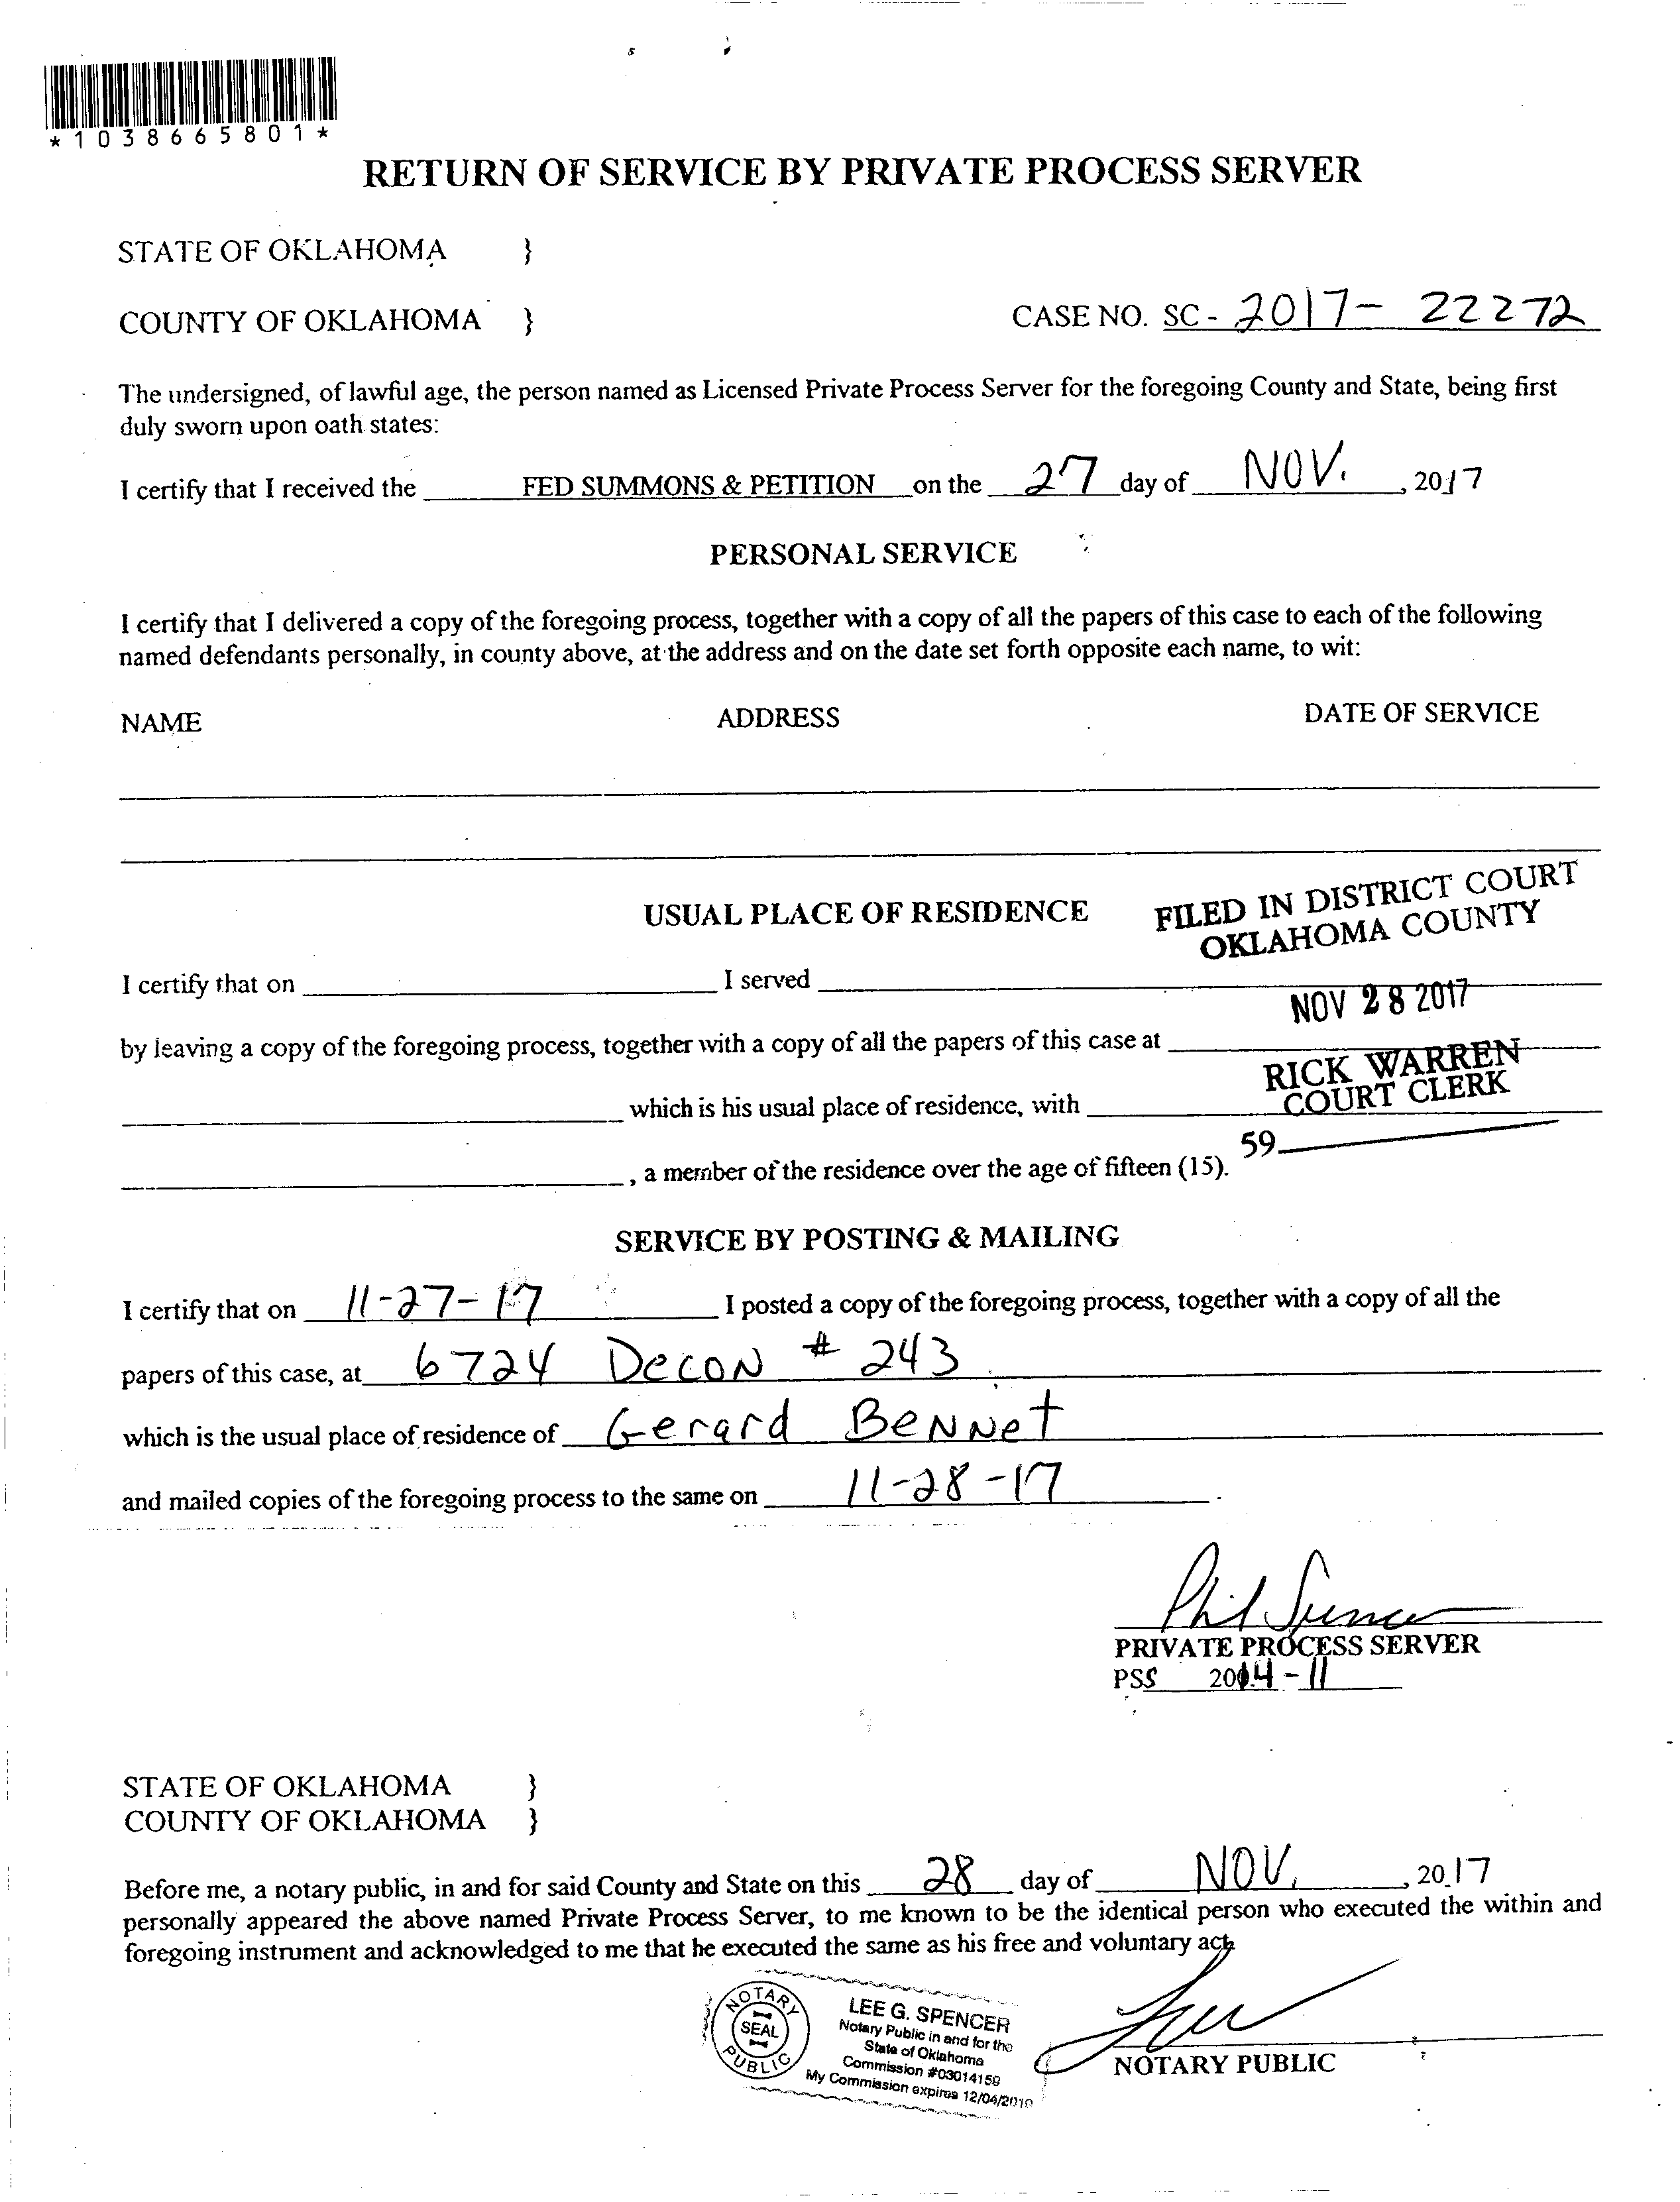 *1038665801*
RETURN OF SERVICE BY PRIVATE PROCESS SERVER
STATE OF OKLAHOMA }
COUNTY OF OKLAHOMA } CASE NO. SC - 2017- 22272
The undersigned, of lawful age, the person named as Licensed Private Process Server for the foregoing County and State, being first
duly sworn upon oath states:
I certify that I received the FED SUMMONS & PETITION on the 27 day of NOV. , 2017
PERSONAL SERVICE
I certify that I delivered a copy of the foregoing process, together with a copy of all the papers of this case to each of the following
named defendants personally, in county above, at the address and on the date set forth opposite each name, to wit:
NAME ADDRESS DATE OF SERVICE
USUAL PLACE OF RESIDENCE
FILED IN DISTRICT COURT
OKLAHOMA COUNTY
I certify that on I served
NOV 28 2017
by leaving a copy of the foregoing process, together with a copy of all the papers of this case at
RICK WARREN
COURT CLERK
which is his usual place of residence, with
59
, a member of the residence over the age of fifteen (15).
SERVICE BY POSTING & MAILING
I certify that on 11-27-17 I posted a copy of the foregoing process, together with a copy of all the
papers of this case, at 6724 Decon # 243
which is the usual place of residence of Gerard Bennet
and mailed copies of the foregoing process to the same on 11-28-17 .
Phil Spencer
PRIVATE PROCESS SERVER
PSS 2014-11
STATE OF OKLAHOMA }
COUNTY OF OKLAHOMA }
Before me, a notary public, in and for said County and State on this 28 day of NOV. , 2017
personally appeared the above named Private Process Server, to me known to be the identical person who executed the within and
foregoing instrument and acknowledged to me that he executed the same as his free and voluntary act.
NOTARY
SEAL
PUBLIC
LEE G. SPENCER
Notary Public in and for the
State of Oklahoma
Commission #03014159
My Commission expires 12/04/2019
NOTARY PUBLIC